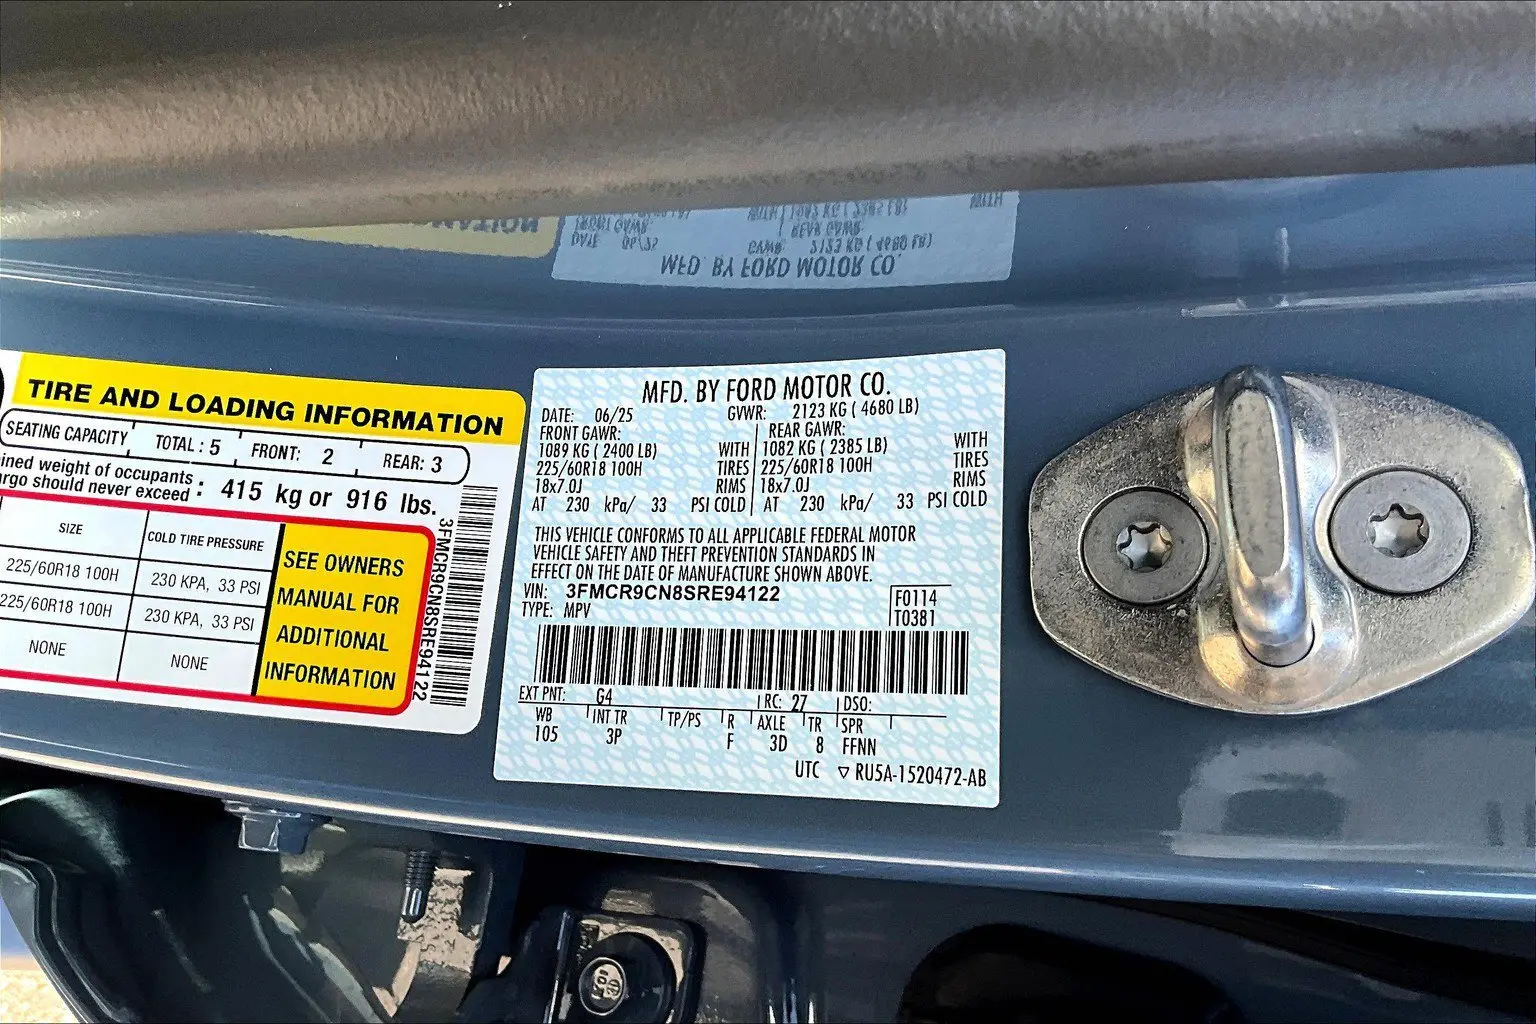 TIRE AND LOADING INFORMATION
SEATING CAPACITY TOTAL : 5 FRONT: 2 REAR: 3
weight of occupants
should never exceed : 415 kg or 916 lbs.
SIZE COLD TIRE PRESSURE
225/60R18 100H 230 KPA, 33 PSI
225/60R18 100H 230 KPA, 33 PSI
NONE NONE
SEE OWNERS
MANUAL FOR
ADDITIONAL
INFORMATION
3FMCR9CN8SRE94122
MFD. BY FORD MOTOR CO.
DATE: 06/25 GVWR: 2123 KG ( 4680 LB)
FRONT GAWR: REAR GAWR:
1089 KG ( 2400 LB) WITH 1082 KG ( 2385 LB) WITH
225/60R18 100H TIRES 225/60R18 100H TIRES
18x7.0J RIMS 18x7.0J RIMS
AT 230 kPa/ 33 PSI COLD AT 230 kPa/ 33 PSI COLD
THIS VEHICLE CONFORMS TO ALL APPLICABLE FEDERAL MOTOR
VEHICLE SAFETY AND THEFT PREVENTION STANDARDS IN
EFFECT ON THE DATE OF MANUFACTURE SHOWN ABOVE.
VIN: 3FMCR9CN8SRE94122 F0114
TYPE: MPV T0381
EXT PNT: G4 RC: 27 DSO:
WB INT TR TP/PS R AXLE TR SPR
105 3P F 3D 8 FFNN
UTC ▽ RU5A-1520472-AB